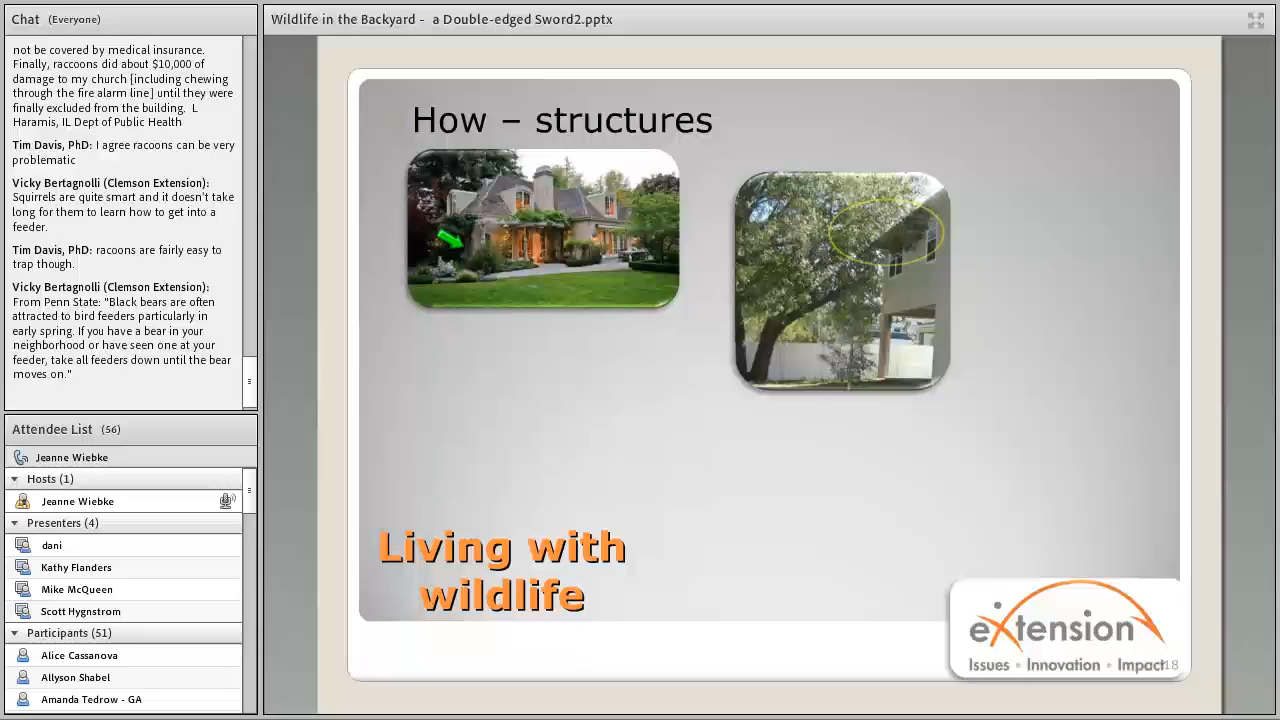 Chat (Everyone)
not be covered by medical insurance.
Finally, raccoons did about $10,000 of
damage to my church [including chewing
through the fire alarm line] until they were
finally excluded from the building. L
Haramis, IL Dept of Public Health
Tim Davis, PhD: I agree racoons can be very
problematic
Vicky Bertagnolli (Clemson Extension):
Squirrels are quite smart and it doesn't take
long for them to learn how to get into a
feeder.
Tim Davis, PhD: racoons are fairly easy to
trap though.
Vicky Bertagnolli (Clemson Extension):
From Penn State: "Black bears are often
attracted to bird feeders particularly in
early spring. If you have a bear in your
neighborhood or have seen one at your
feeder, take all feeders down until the bear
moves on."
Attendee List (56)
Jeanne Wiebke
Hosts (1)
Jeanne Wiebke
Presenters (4)
dani
Kathy Flanders
Mike McQueen
Scott Hygnstrom
Participants (51)
Alice Cassanova
Allyson Shabel
Amanda Tedrow - GA
Wildlife in the Backyard - a Double-edged Sword2.pptx
How – structures
Living with
wildlife
eXtension
Issues • Innovation • Impact
18